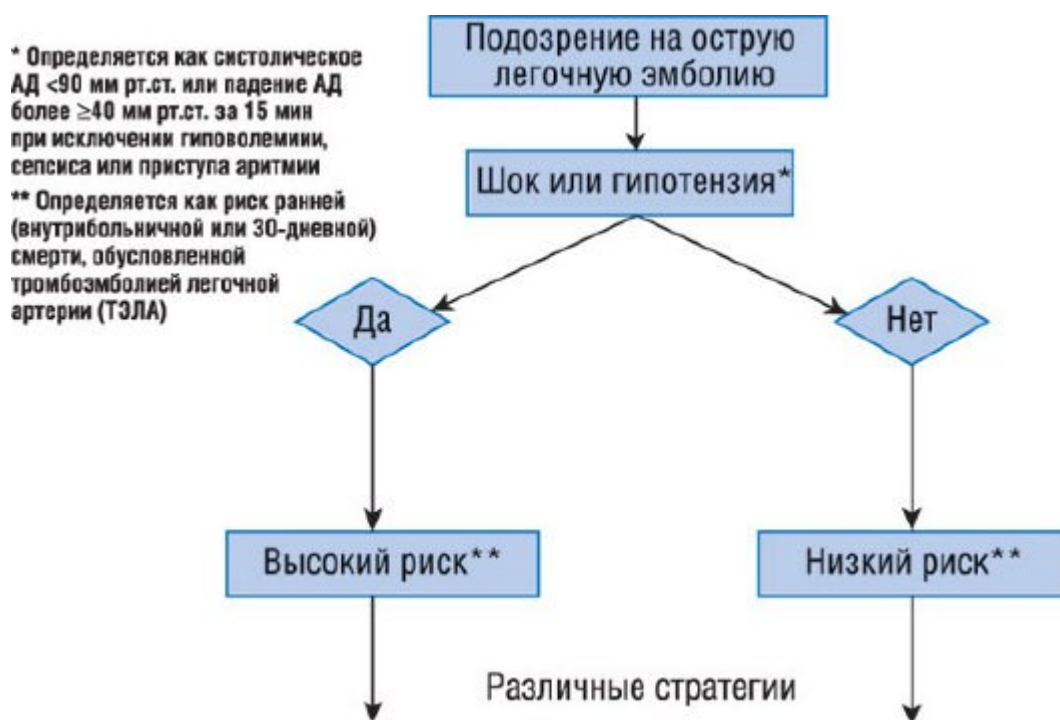 * Определяется как систолическое
АД <90 мм рт.ст. или падение АД
более ≥40 мм рт.ст. за 15 мин
при исключении гиповолемиии,
сепсиса или приступа аритмии
** Определяется как риск ранней
(внутрибольничной или 30-дневной)
смерти, обусловленной
тромбоэмболией легочной
артерии (ТЭЛА)
Подозрение на острую
легочную эмболию
Шок или гипотензия*
Да
Нет
Высокий риск**
Низкий риск**
Различные стратегии